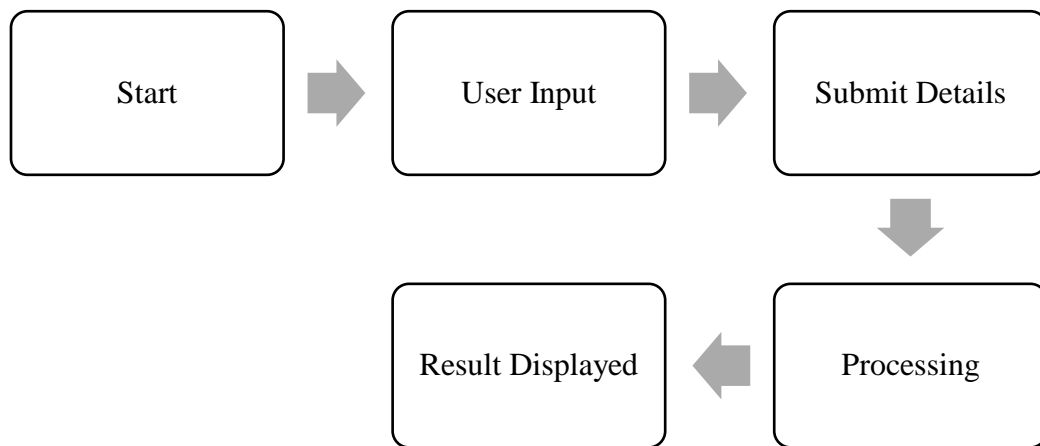 Start
User Input
Submit Details
Processing
Result Displayed